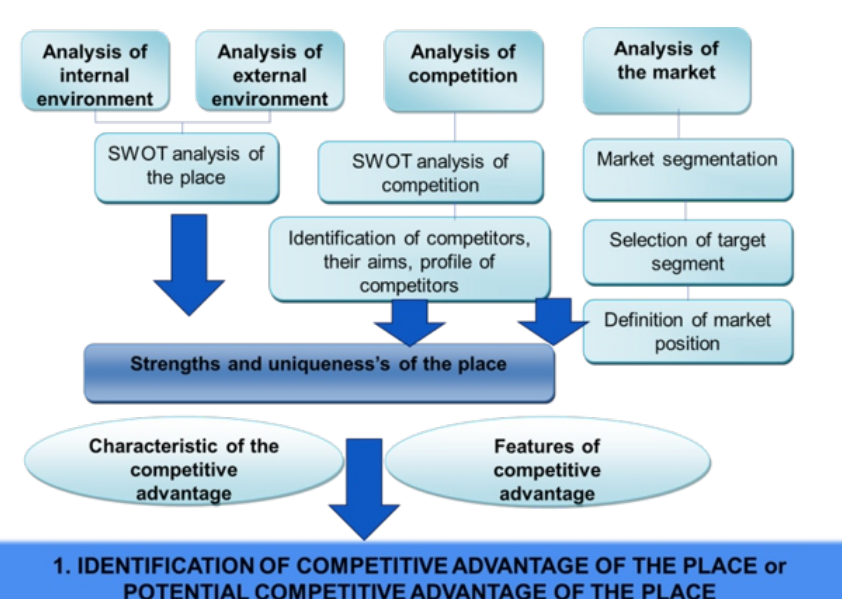 Analysis of
internal
environment
Analysis of
external
environment
Analysis of
competition
Analysis of
the market
SWOT analysis of
the place
SWOT analysis of
competition
Market segmentation
Identification of competitors,
their aims, profile of
competitors
Selection of target
segment
Definition of market
position
Strengths and uniqueness's of the place
Characteristic of the
competitive
advantage
Features of
competitive
advantage
1. IDENTIFICATION OF COMPETITIVE ADVANTAGE OF THE PLACE or
POTENTIAL COMPETITIVE ADVANTAGE OF THE PLACE